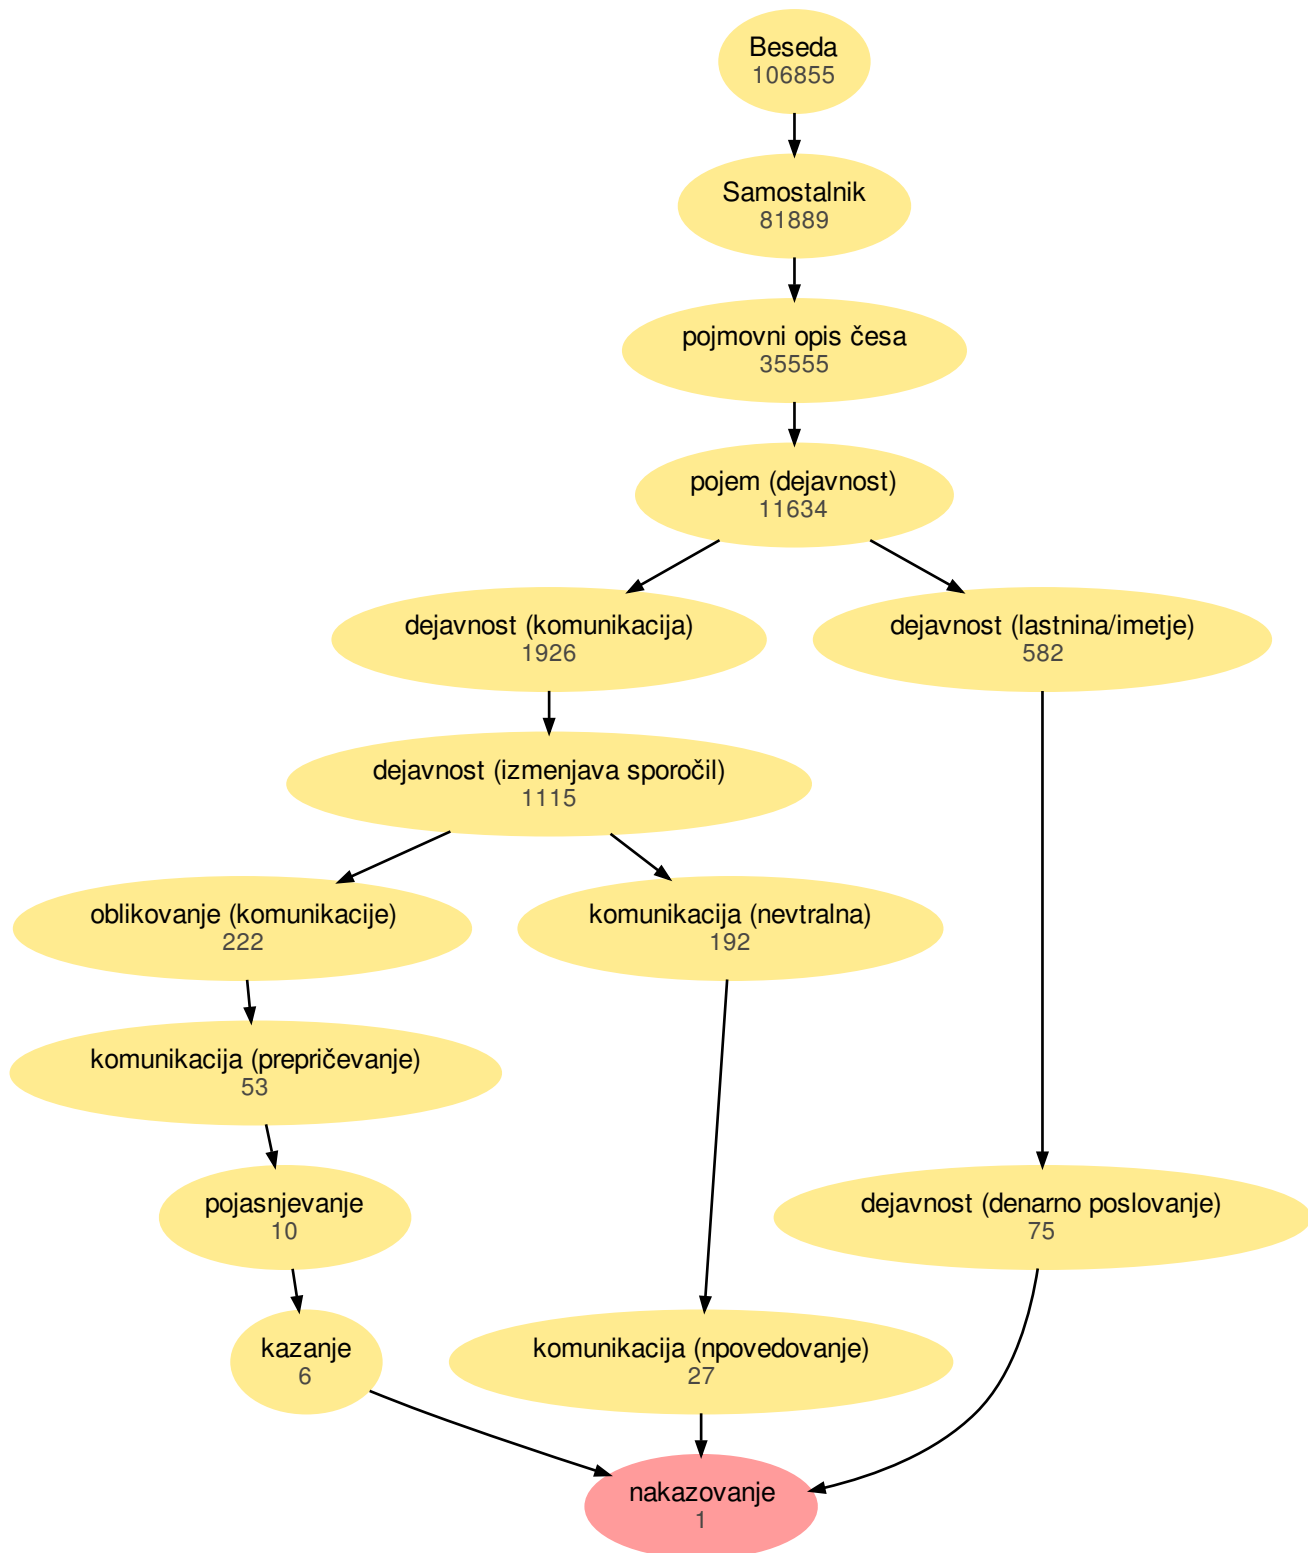 Beseda
106855
Samostalnik
81889
pojmovni opis česa
35555
pojem (dejavnost)
11634
dejavnost (komunikacija)
1926
dejavnost (lastnina/imetje)
582
dejavnost (izmenjava sporočil)
1115
oblikovanje (komunikacije)
222
komunikacija (nevtralna)
192
komunikacija (prepričevanje)
53
pojasnjevanje
10
dejavnost (denarno poslovanje)
75
kazanje
6
komunikacija (npovedovanje)
27
nakazovanje
1